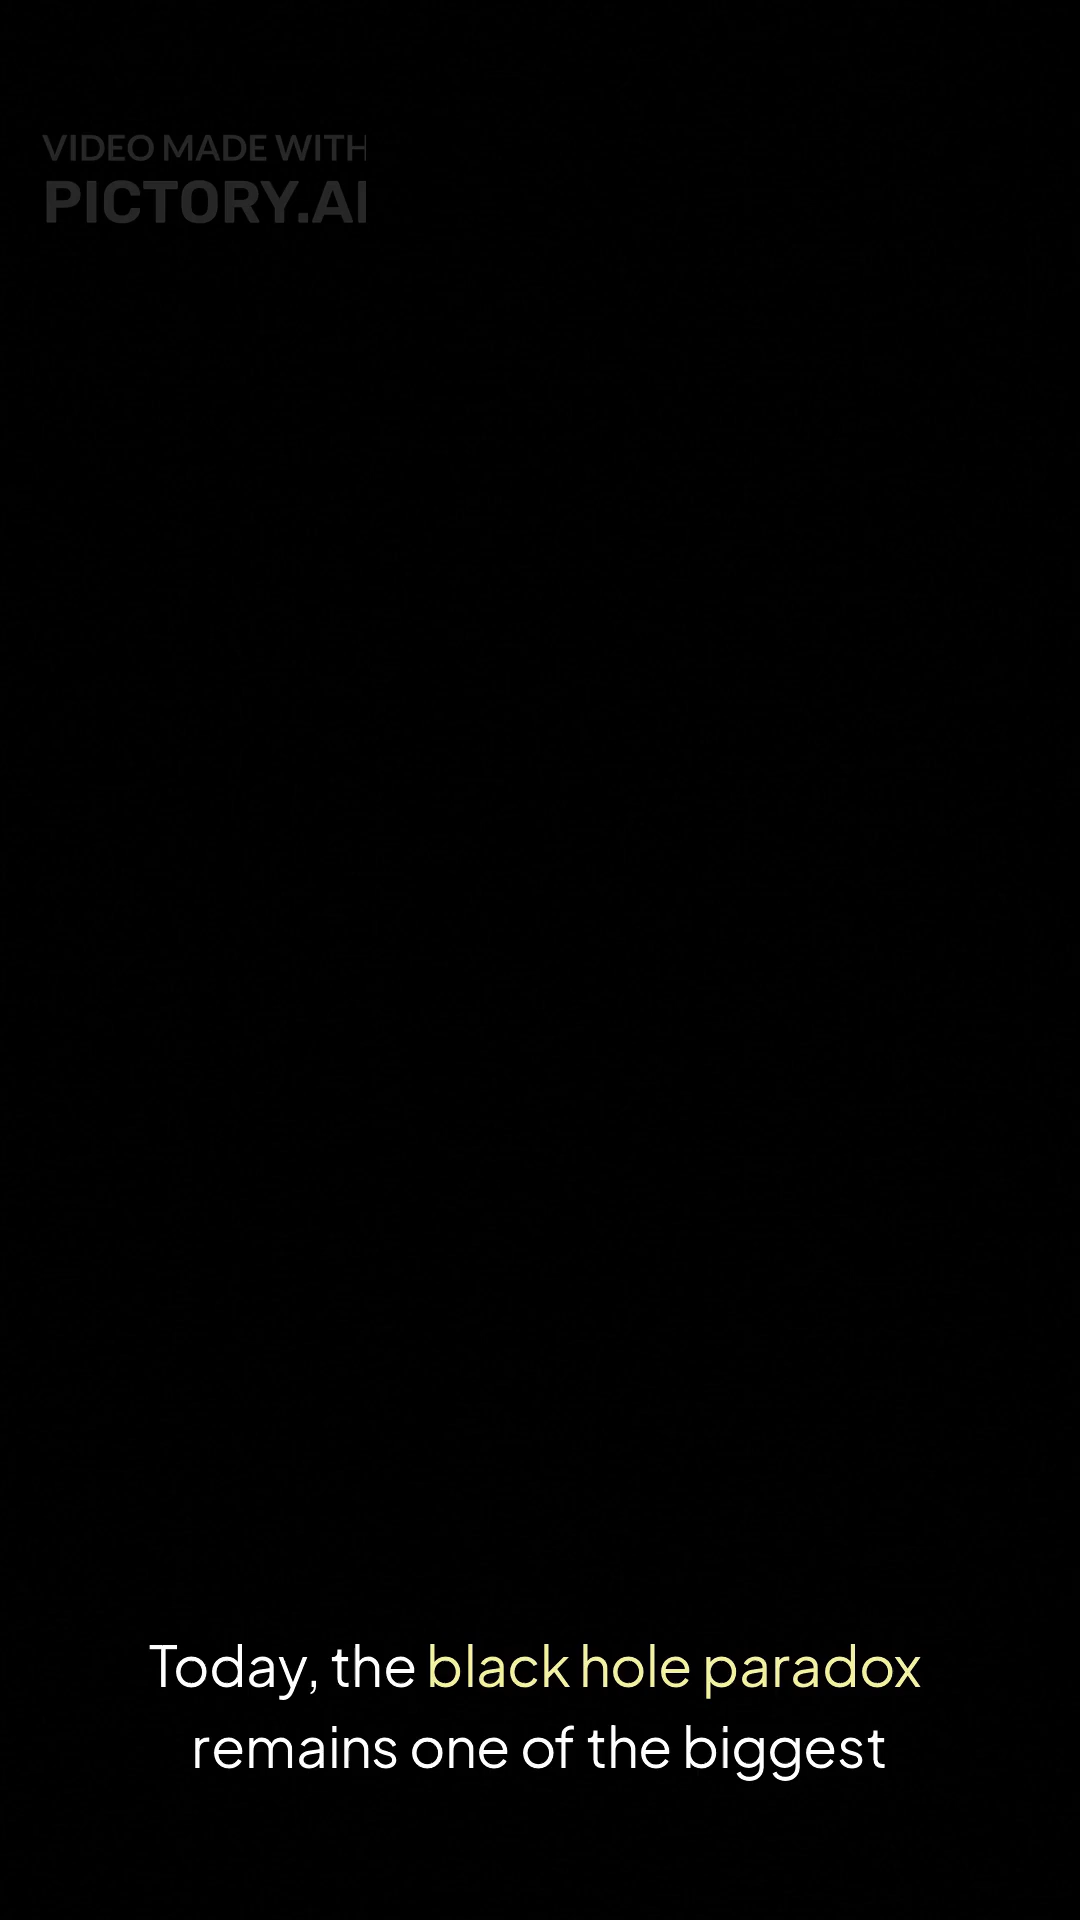 VIDEO MADE WITH
PICTORY.AI
Today, the black hole paradox
remains one of the biggest